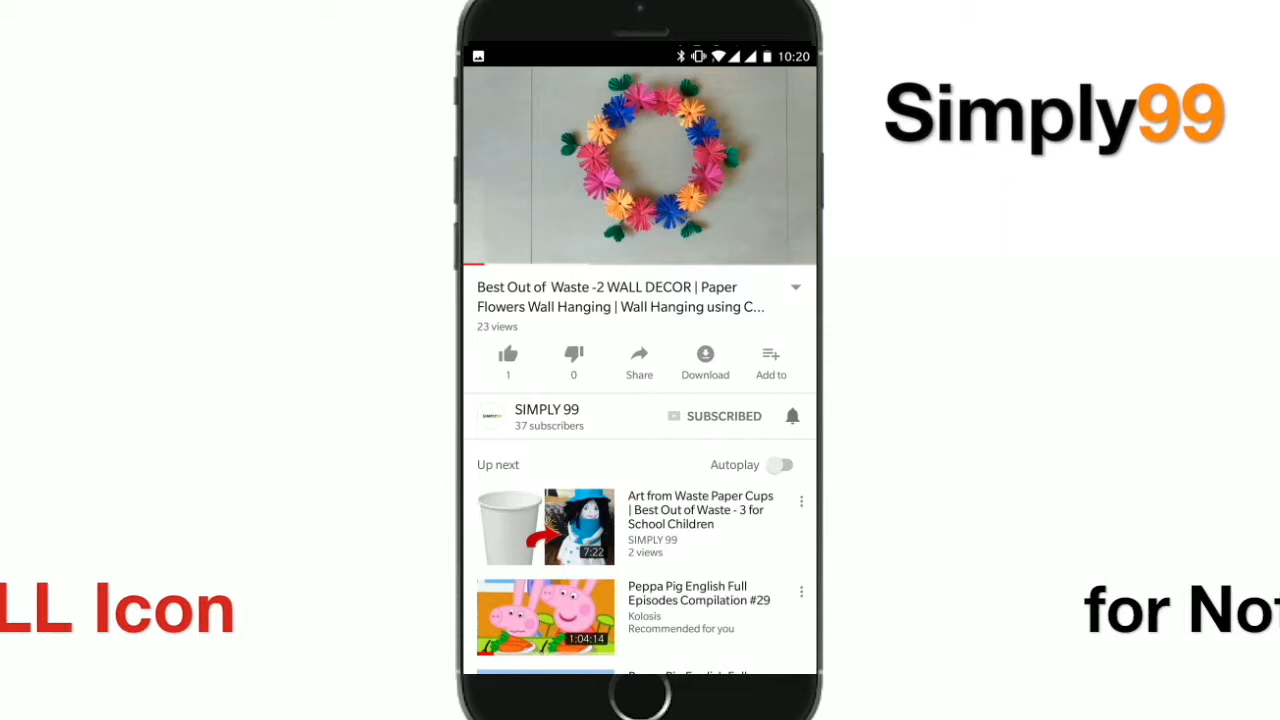 10:20
Simply99
Best Out of Waste -2 WALL DECOR | Paper
Flowers Wall Hanging | Wall Hanging using C...
23 views
1
0
Share
Download
Add to
SIMPLY99
SIMPLY 99
37 subscribers
SUBSCRIBED
Up next
Autoplay
Art from Waste Paper Cups
| Best Out of Waste - 3 for
School Children
SIMPLY 99
2 views
7:22
Peppa Pig English Full
Episodes Compilation #29
Kolosis
Recommended for you
1:04:14
LL Icon
for Not